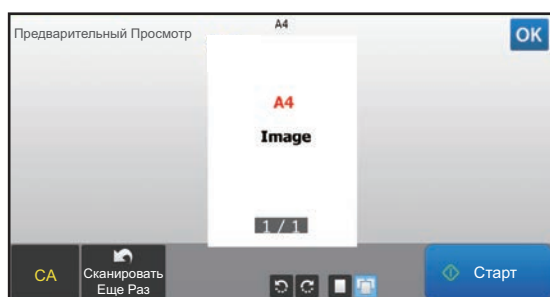 Предварительный Просмотр
A4
OK
A4
Image
1 / 1
CA
Сканировать
Еще Раз
Старт